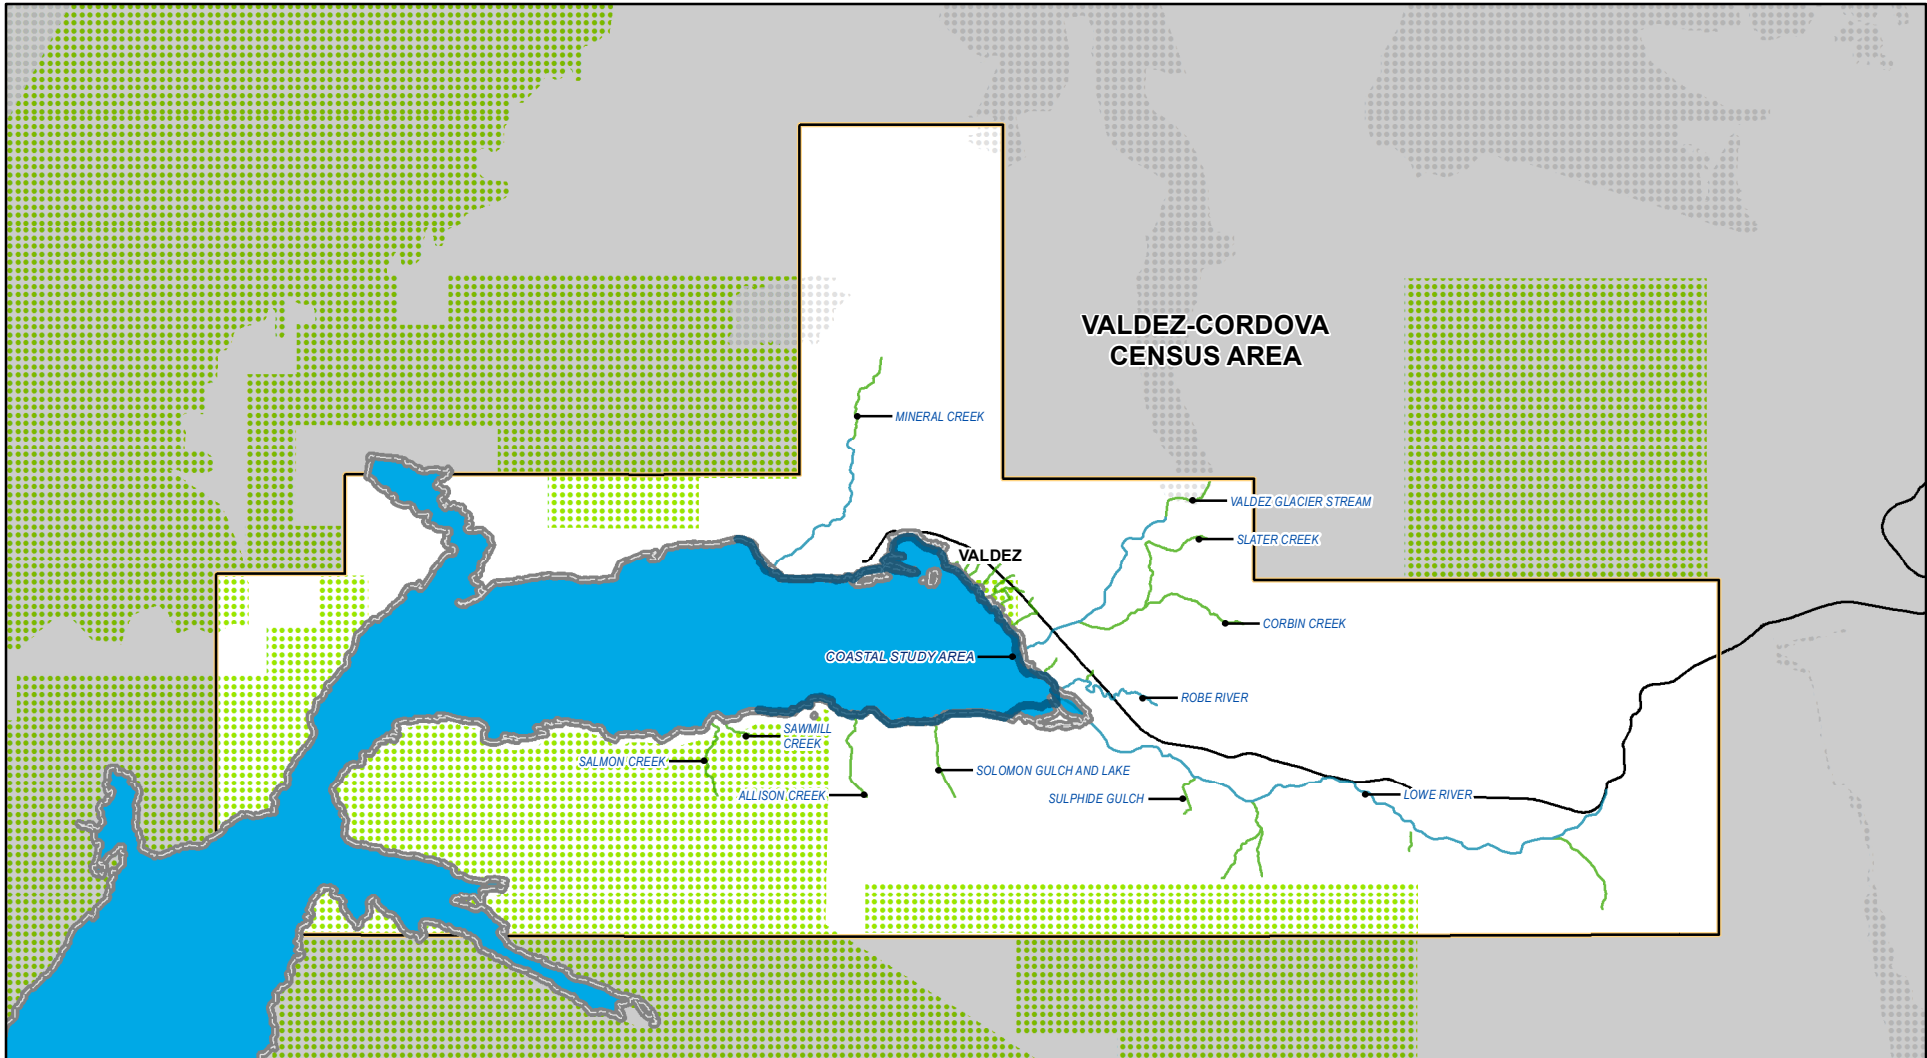 VALDEZ-CORDOVA
CENSUS AREA
MINERAL CREEK
VALDEZ GLACIER STREAM
SLATER CREEK
VALDEZ
CORBIN CREEK
COASTAL STUDY AREA
ROBE RIVER
SAWMILL
CREEK
SALMON CREEK
SOLOMON GULCH AND LAKE
ALLISON CREEK
SULPHIDE GULCH
LOWE RIVER